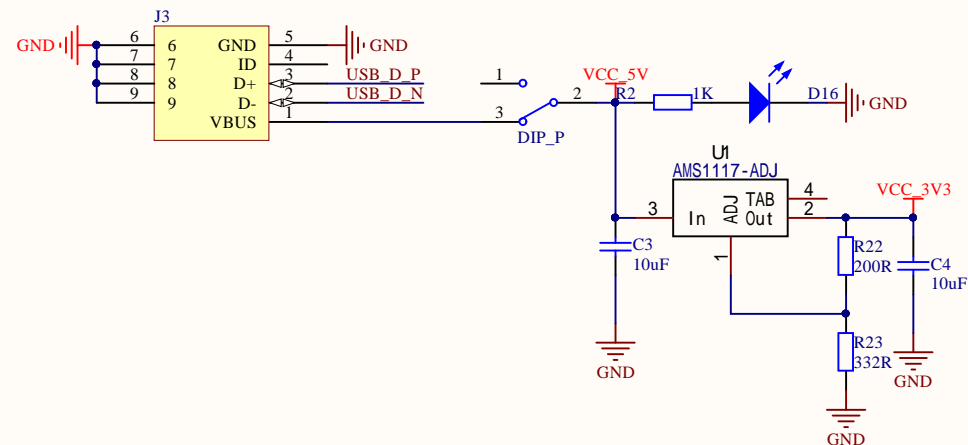 J3
GND
6
6
GND
5
GND
7
7
ID
4
8
8
D+
3
USB_D_P
9
9
D-
2
USB_D_N
VBUS
1
1
2
3
DIP_P
VCC_5V
R2
1K
D16
GND
U1
AMS1117-ADJ
3
In
ADJ
TAB
4
Out
2
1
VCC_3V3
C3
10uF
R22
200R
C4
10uF
R23
332R
GND
GND
GND